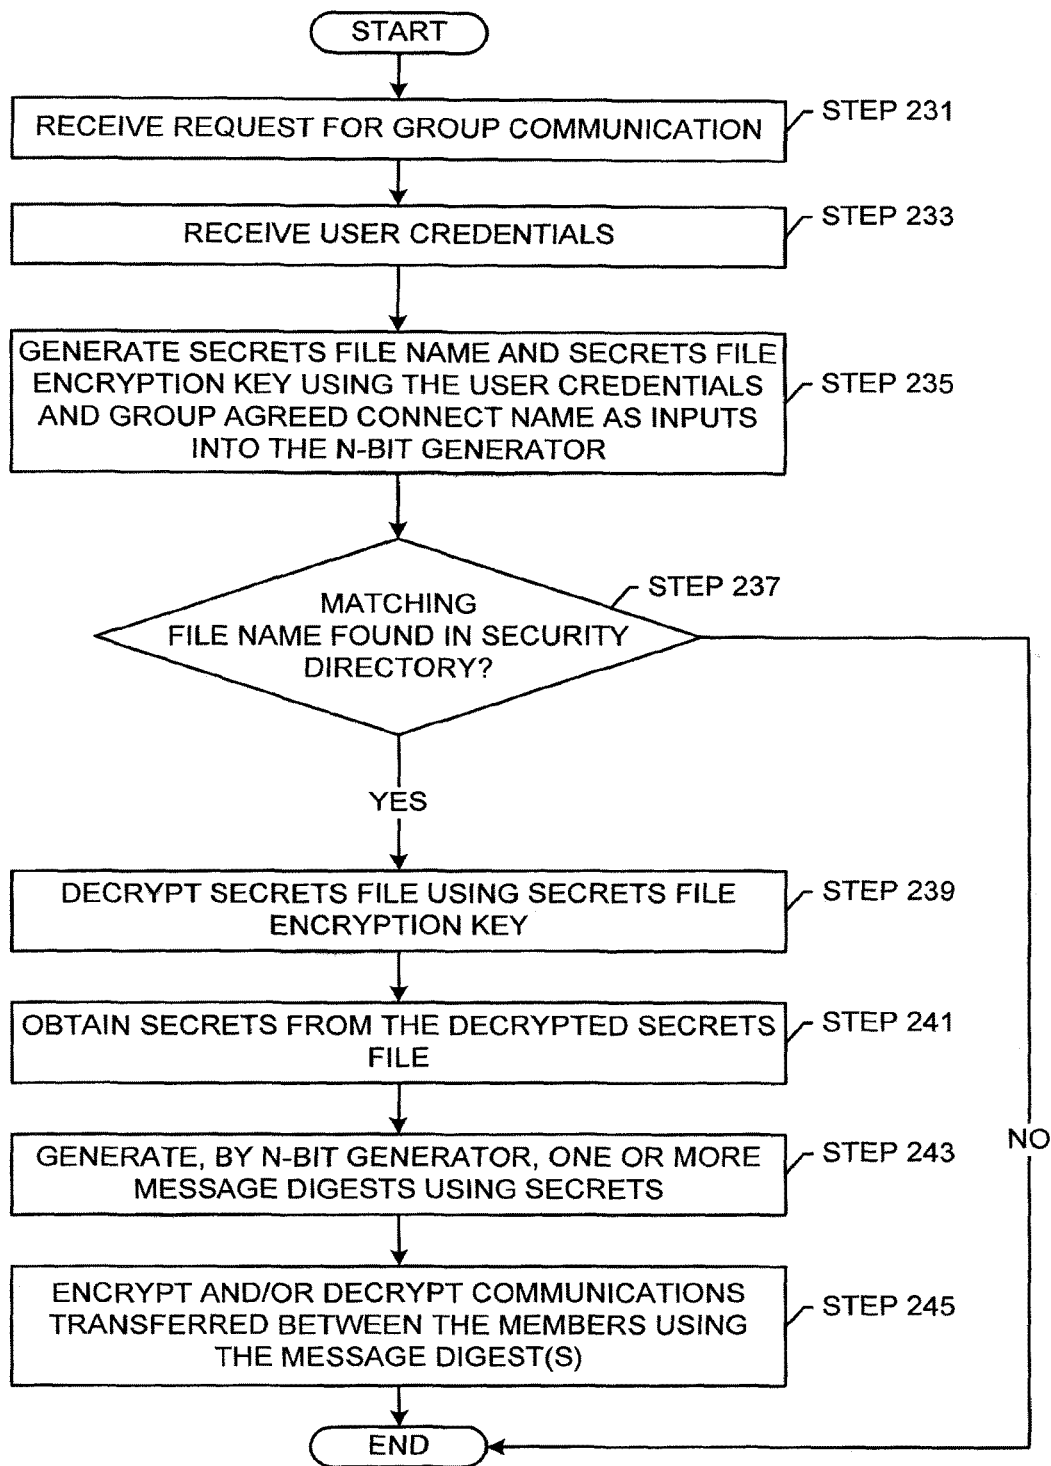 START
RECEIVE REQUEST FOR GROUP COMMUNICATION
STEP 231
RECEIVE USER CREDENTIALS
STEP 233
GENERATE SECRETS FILE NAME AND SECRETS FILE
ENCRYPTION KEY USING THE USER CREDENTIALS
AND GROUP AGREED CONNECT NAME AS INPUTS
INTO THE N-BIT GENERATOR
STEP 235
MATCHING
FILE NAME FOUND IN SECURITY
DIRECTORY?
STEP 237
YES
DECRYPT SECRETS FILE USING SECRETS FILE
ENCRYPTION KEY
STEP 239
OBTAIN SECRETS FROM THE DECRYPTED SECRETS
FILE
STEP 241
NO
GENERATE, BY N-BIT GENERATOR, ONE OR MORE
MESSAGE DIGESTS USING SECRETS
STEP 243
ENCRYPT AND/OR DECRYPT COMMUNICATIONS
TRANSFERRED BETWEEN THE MEMBERS USING
THE MESSAGE DIGEST(S)
STEP 245
END